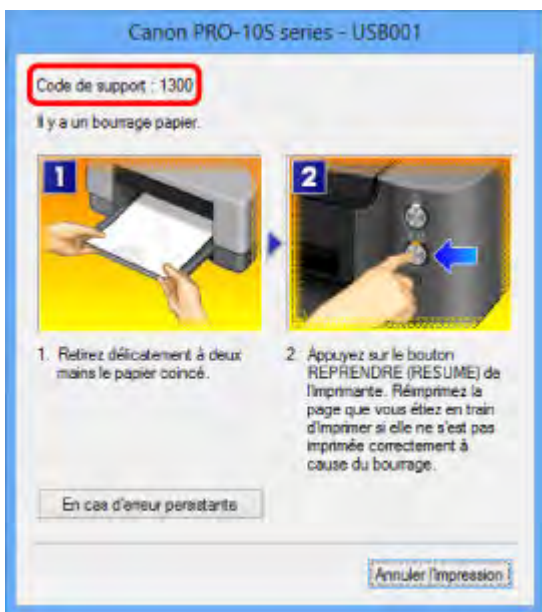 Canon PRO-10S series - USB001
Code de support : 1300
Il y a un bourrage papier.
1
2
1. Retirez délicatement à deux
mains le papier coincé.
2. Appuyez sur le bouton
REPRENDRE (RESUME) de
l'imprimante. Réimprimez la
page que vous étiez en train
d'imprimer si elle ne s'est pas
imprimée correctement à
cause du bourrage.
En cas d'erreur persistante
Annuler l'impression